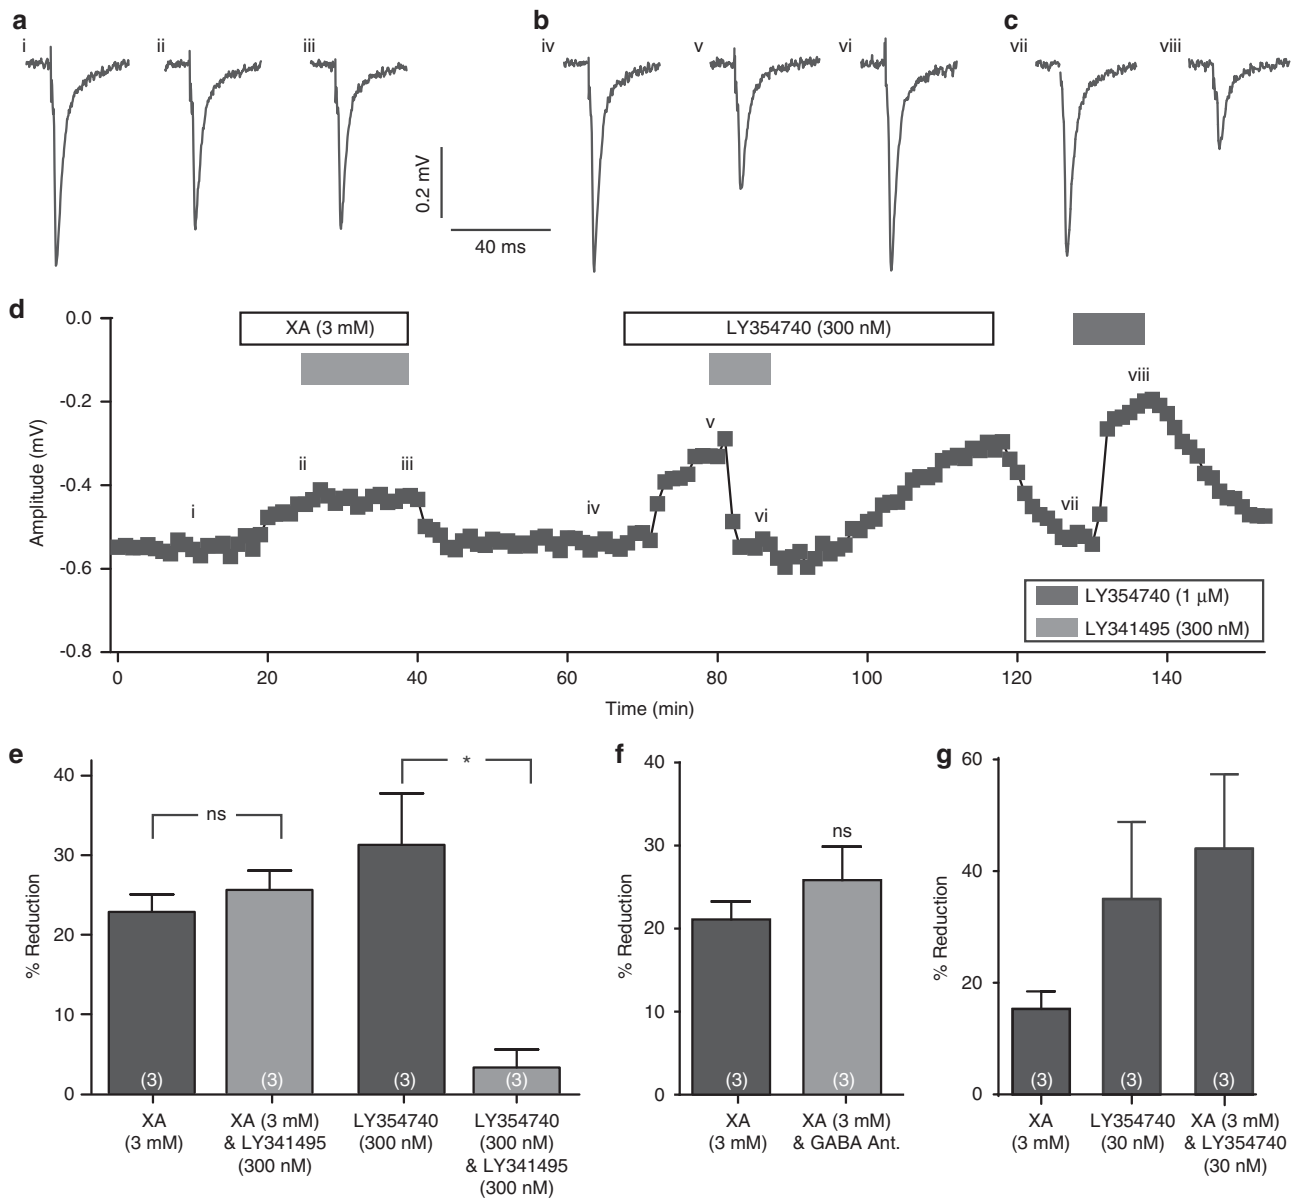 a
b
c
i
ii
iii
iv
v
vi
vii
viii
0.2 mV
40 ms
d
0.0
-0.2
-0.4
-0.6
-0.8
Amplitude (mV)
XA (3 mM)
LY354740 (300 nM)
i
ii
iii
iv
v
vi
vii
viii
LY354740 (1 μM)
LY341495 (300 nM)
0
20
40
60
80
100
120
140
Time (min)
e
% Reduction
40
30
20
10
0
ns
*
(3)
(3)
(3)
(3)
XA
(3 mM)
XA (3 mM)
& LY341495
(300 nM)
LY354740
(300 nM)
LY354740
(300 nM)
& LY341495
(300 nM)
f
% Reduction
40
30
20
10
0
ns
(3)
(3)
XA
(3 mM)
XA (3 mM)
& GABA Ant.
g
% Reduction
60
40
20
0
(3)
(3)
(3)
XA
(3 mM)
LY354740
(30 nM)
XA (3 mM)
& LY354740
(30 nM)